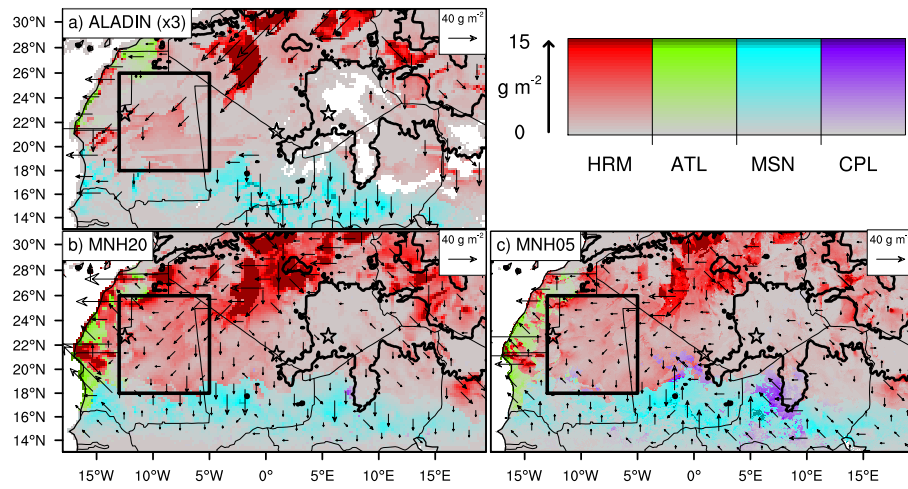 a) ALADIN (x3)
40 g m⁻²
30°N
28°N
26°N
24°N
22°N
20°N
18°N
16°N
14°N
15
g m⁻²
0
HRM ATL MSN CPL
b) MNH20
40 g m⁻²
c) MNH05
40 g m⁻²
30°N
28°N
26°N
24°N
22°N
20°N
18°N
16°N
14°N
15°W 10°W 5°W 0° 5°E 10°E 15°E
15°W 10°W 5°W 0° 5°E 10°E 15°E